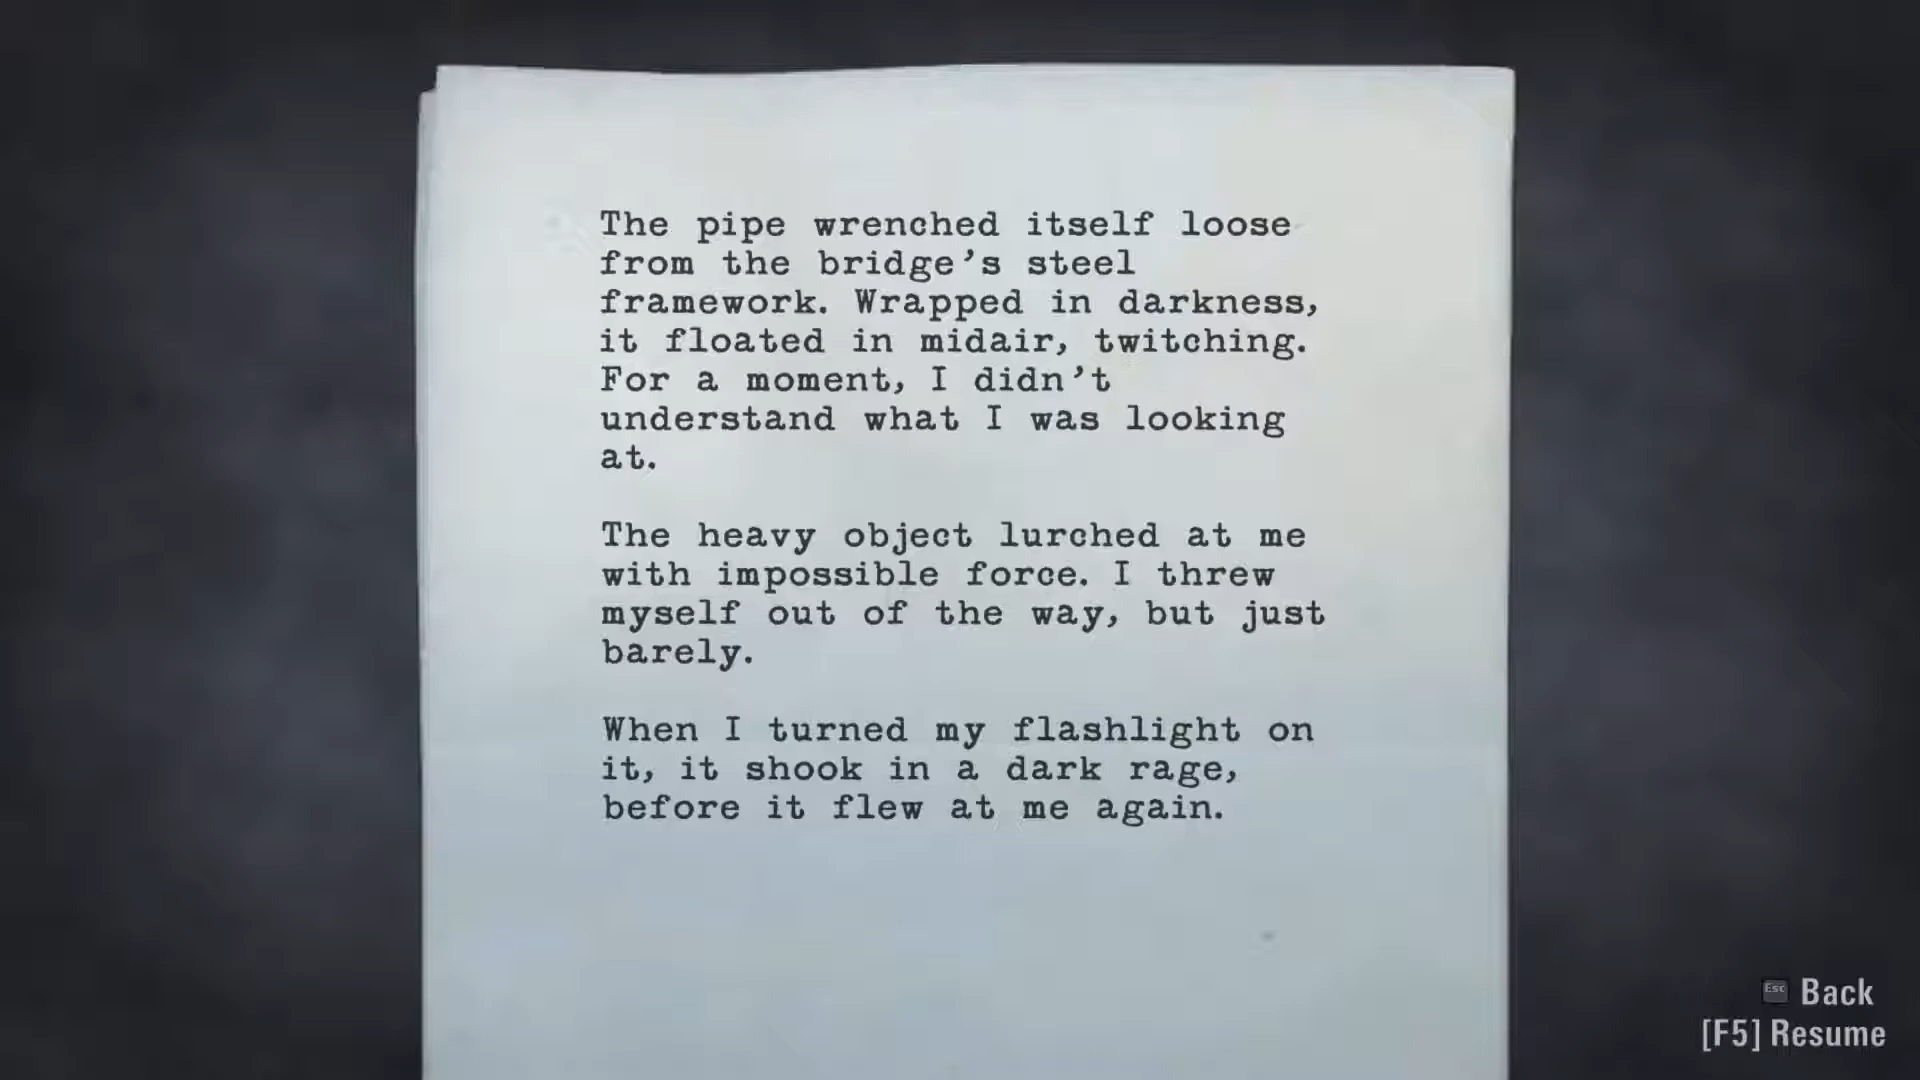 The pipe wrenched itself loose
from the bridge’s steel
framework. Wrapped in darkness,
it floated in midair, twitching.
For a moment, I didn’t
understand what I was looking
at.
The heavy object lurched at me
with impossible force. I threw
myself out of the way, but just
barely.
When I turned my flashlight on
it, it shook in a dark rage,
before it flew at me again.
Esc Back
[F5] Resume